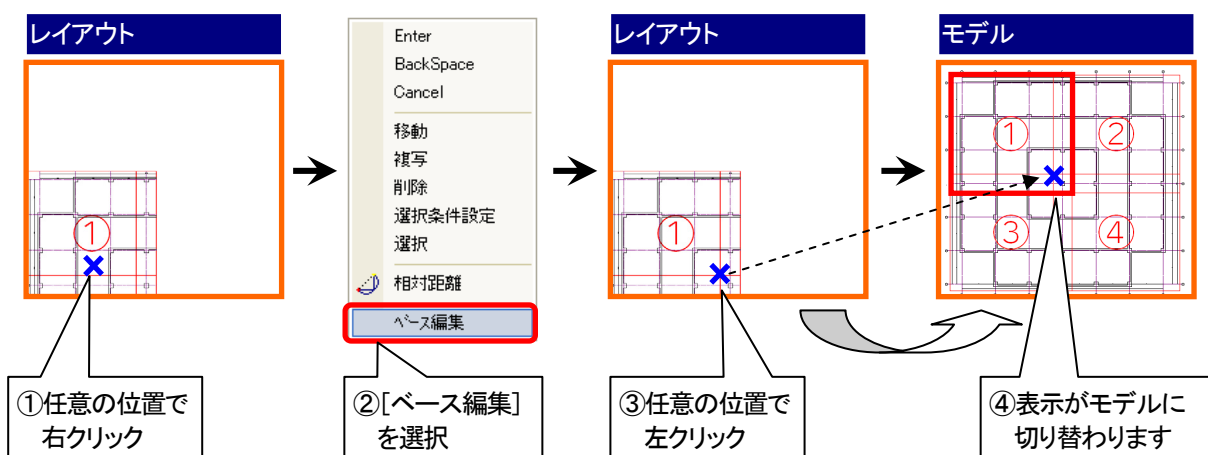 レイアウト
①
①任意の位置で
右クリック
Enter
BackSpace
Cancel
移動
複写
削除
選択条件設定
選択
相対距離
ベース編集
②[ベース編集]
を選択
レイアウト
①
③任意の位置で
左クリック
モデル
① ②
③ ④
④表示がモデルに
切り替わります